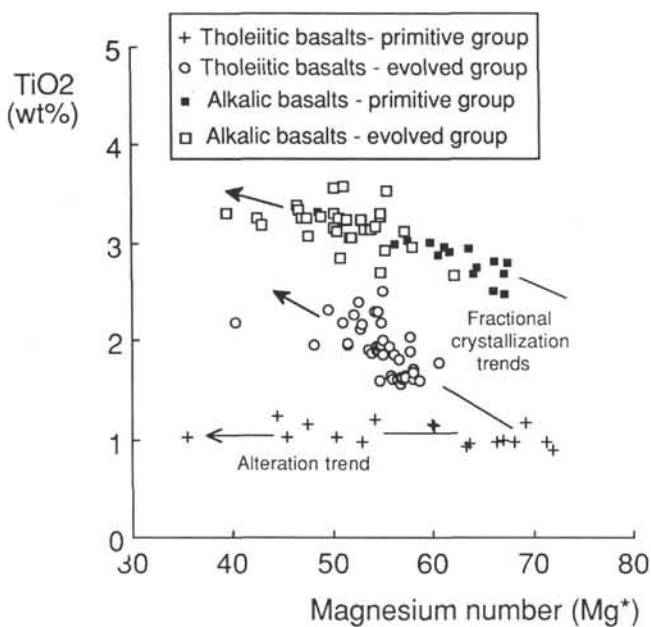 + Tholeiitic basalts- primitive group
o Tholeiitic basalts - evolved group
▪ Alkalic basalts - primitive group
□ Alkalic basalts - evolved group
TiO2
(wt%)
5
4
3
2
1
0
Fractional
crystallization
trends
Alteration trend
30 40 50 60 70 80
Magnesium number (Mg*)